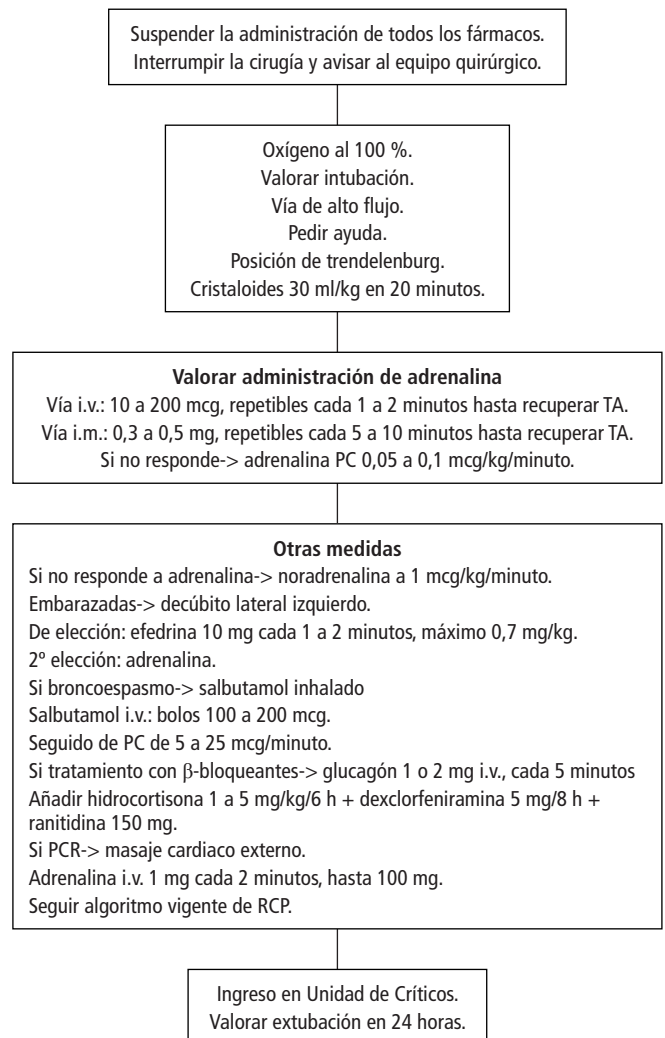 Suspender la administración de todos los fármacos.
Interrumpir la cirugía y avisar al equipo quirúrgico.
Oxígeno al 100 %.
Valorar intubación.
Vía de alto flujo.
Pedir ayuda.
Posición de trendelenburg.
Cristaloides 30 ml/kg en 20 minutos.
Valorar administración de adrenalina
Vía i.v.: 10 a 200 mcg, repetibles cada 1 a 2 minutos hasta recuperar TA.
Vía i.m.: 0,3 a 0,5 mg, repetibles cada 5 a 10 minutos hasta recuperar TA.
Si no responde-> adrenalina PC 0,05 a 0,1 mcg/kg/minuto.
Otras medidas
Si no responde a adrenalina-> noradrenalina a 1 mcg/kg/minuto.
Embarazadas-> decúbito lateral izquierdo.
De elección: efedrina 10 mg cada 1 a 2 minutos, máximo 0,7 mg/kg.
2º elección: adrenalina.
Si broncoespasmo-> salbutamol inhalado
Salbutamol i.v.: bolos 100 a 200 mcg.
Seguido de PC de 5 a 25 mcg/minuto.
Si tratamiento con β-bloqueantes-> glucagón 1 o 2 mg i.v., cada 5 minutos
Añadir hidrocortisona 1 a 5 mg/kg/6 h + dexclorfeniramina 5 mg/8 h +
ranitidina 150 mg.
Si PCR-> masaje cardiaco externo.
Adrenalina i.v. 1 mg cada 2 minutos, hasta 100 mg.
Seguir algoritmo vigente de RCP.
Ingreso en Unidad de Críticos.
Valorar extubación en 24 horas.